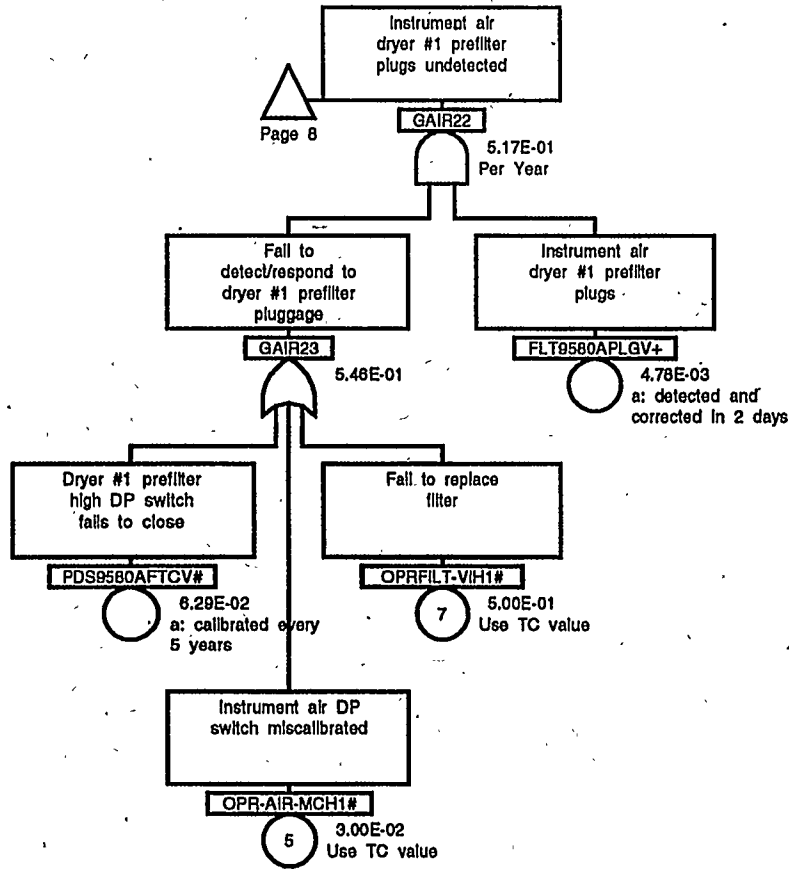 Instrument air
dryer #1 prefilter
plugs undetected
Page 8
GAIR22
5.17E-01
Per Year
Fail to
detect/respond to
dryer #1 prefilter
pluggage
GAIR23
5.46E-01
Instrument air
dryer #1 prefilter
plugs
FLT9580APLGV+
4.78E-03
a: detected and
corrected in 2 days
Dryer #1 prefilter
high DP switch
fails to close
PDS9580AFTCV#
6.29E-02
a: calibrated every
5 years
Fail to replace
filter
OPRFILT-VIH1#
7
5.00E-01
Use TC value
Instrument air DP
switch miscalibrated
OPR-AIR-MCH1#
5
3.00E-02
Use TC value